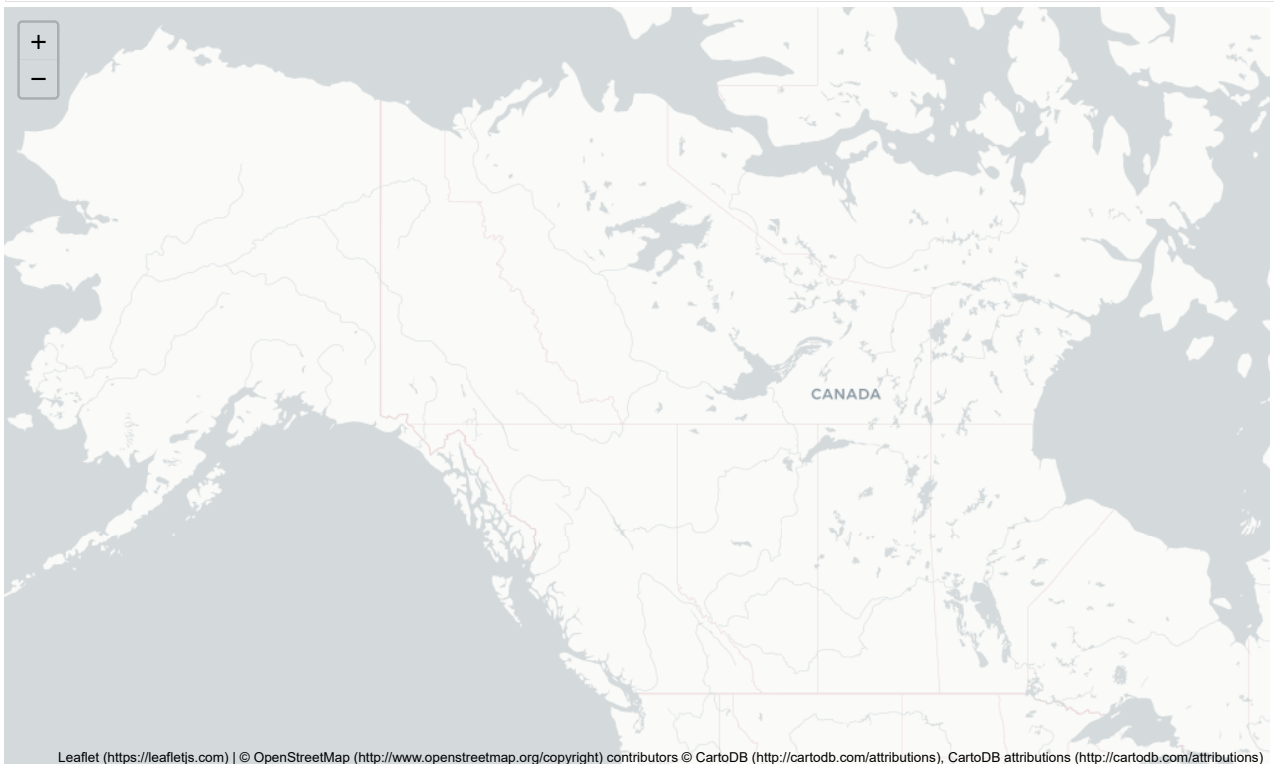 +
−
CANADA
Leaflet (https://leafletjs.com) | © OpenStreetMap (http://www.openstreetmap.org/copyright) contributors © CartoDB (http://cartodb.com/attributions), CartoDB attributions (http://cartodb.com/attributions)